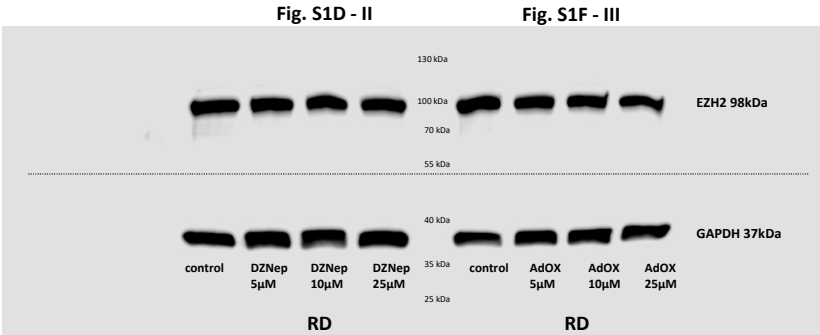 Fig. S1D - II
Fig. S1F - III
130 kDa
100 kDa
EZH2 98kDa
70 kDa
55 kDa
40 kDa
GAPDH 37kDa
35 kDa
control DZNep DZNep DZNep control AdOX AdOX AdOX
5µM 10µM 25µM 5µM 10µM 25µM
25 kDa
RD RD